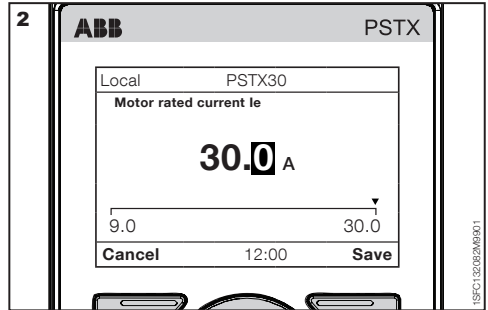 2
ABB PSTX
Local PSTX30
Motor rated current Ie
30.0 A
9.0 30.0
Cancel 12:00 Save
1SFC132082M9901